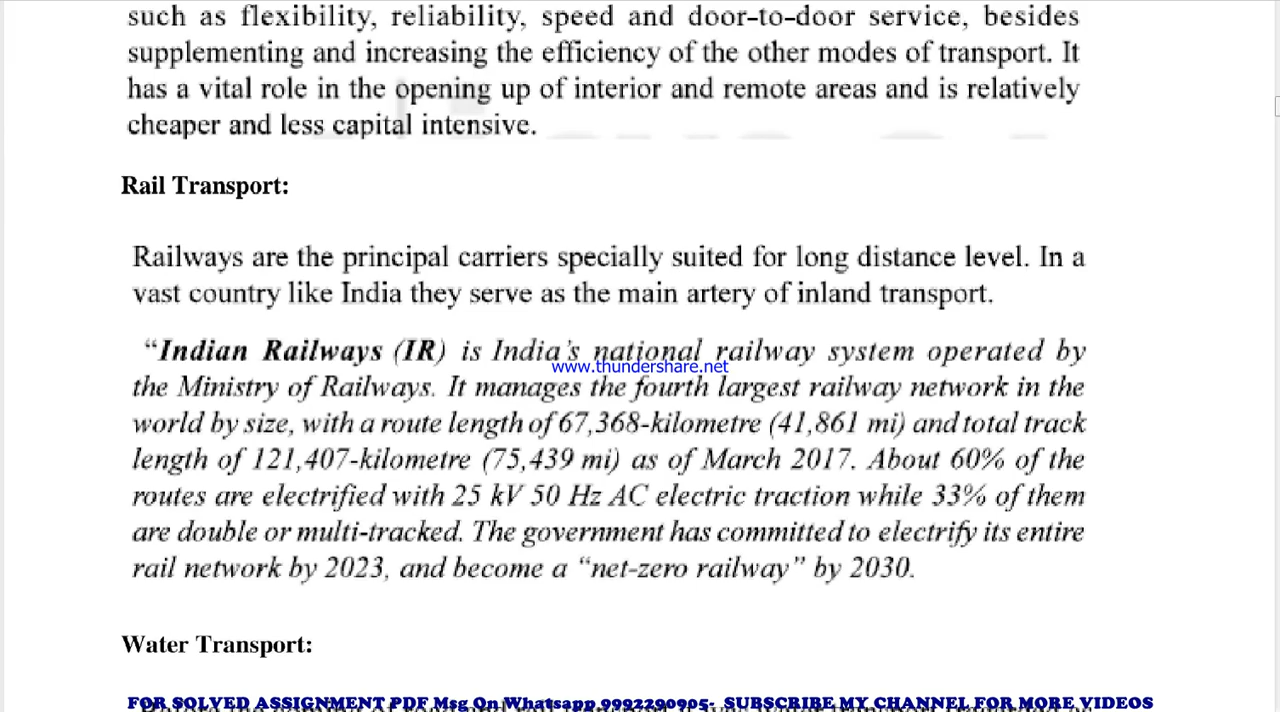 such as flexibility, reliability, speed and door-to-door service, besides
supplementing and increasing the efficiency of the other modes of transport. It
has a vital role in the opening up of interior and remote areas and is relatively
cheaper and less capital intensive.
Rail Transport:
Railways are the principal carriers specially suited for long distance level. In a
vast country like India they serve as the main artery of inland transport.
“Indian Railways (IR) is India’s national railway system operated by
www.thundershare.net
the Ministry of Railways. It manages the fourth largest railway network in the
world by size, with a route length of 67,368-kilometre (41,861 mi) and total track
length of 121,407-kilometre (75,439 mi) as of March 2017. About 60% of the
routes are electrified with 25 kV 50 Hz AC electric traction while 33% of them
are double or multi-tracked. The government has committed to electrify its entire
rail network by 2023, and become a “net-zero railway” by 2030.
Water Transport:
FOR SOLVED ASSIGNMENT PDF Msg On Whatsapp 9992290905- SUBSCRIBE MY CHANNEL FOR MORE VIDEOS